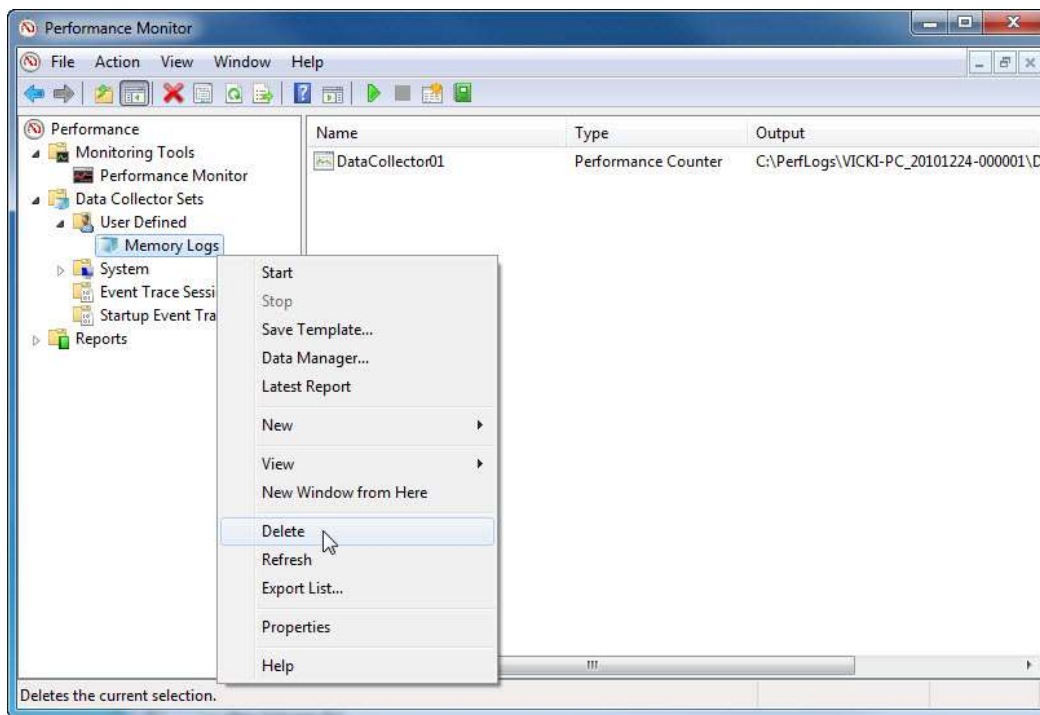 Performance Monitor
File Action View Window Help
Performance
Monitoring Tools
Performance Monitor
Data Collector Sets
User Defined
Memory Logs
System
Event Trace Sessi
Startup Event Tra
Reports
Name Type Output
DataCollector01 Performance Counter C:\PerfLogs\VICKI-PC_20101224-000001\D
Start
Stop
Save Template...
Data Manager...
Latest Report
New
View
New Window from Here
Delete
Refresh
Export List...
Properties
Help
Deletes the current selection.